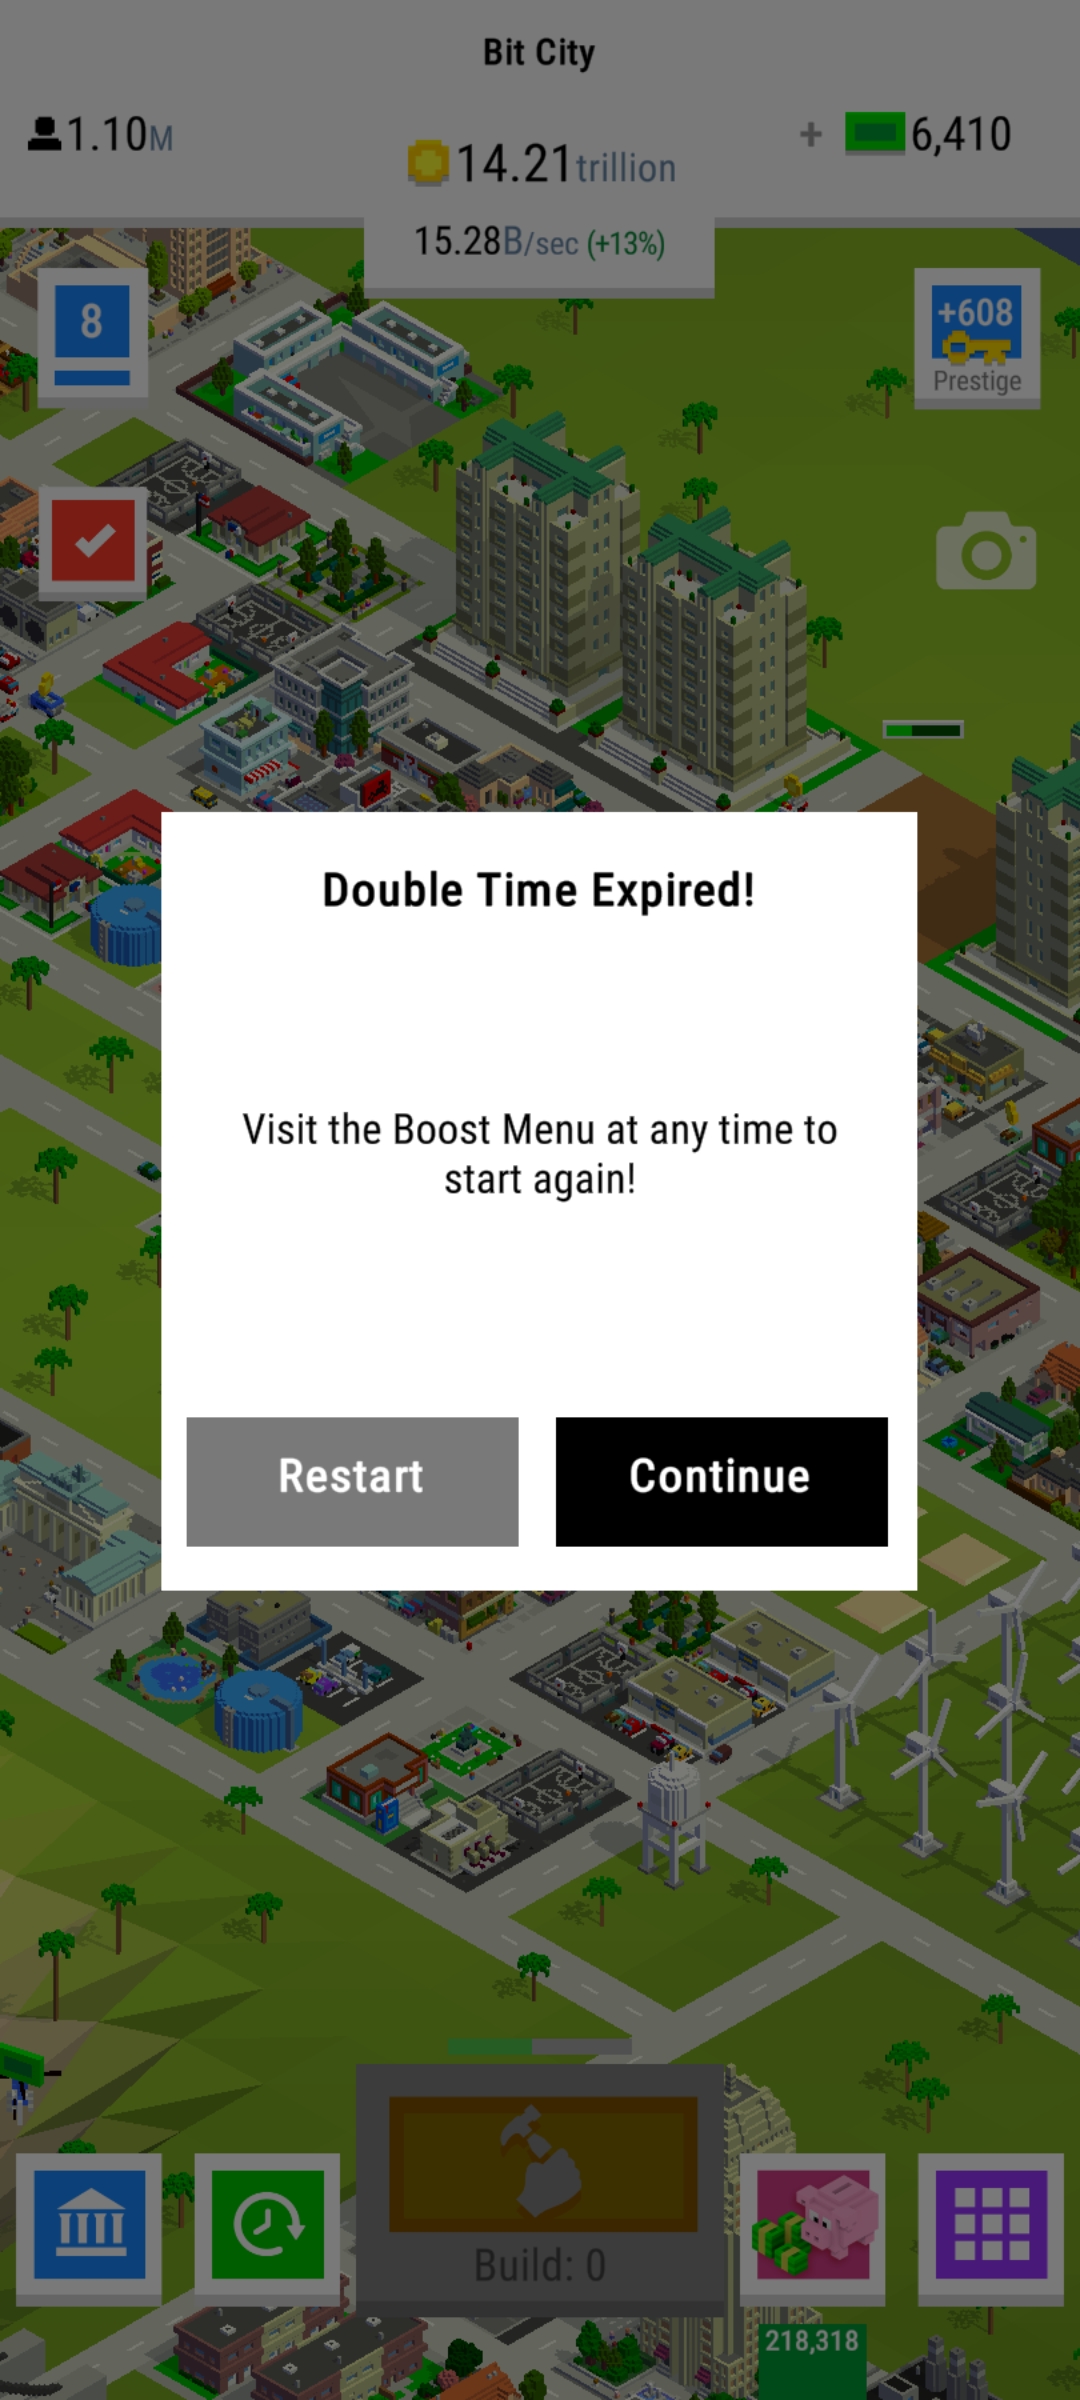 Bit City
1.10M
14.21trillion
+ 6,410
15.28B/sec (+13%)
8
+608
Prestige
Double Time Expired!
Visit the Boost Menu at any time to
start again!
Restart
Continue
Build: 0
218,318